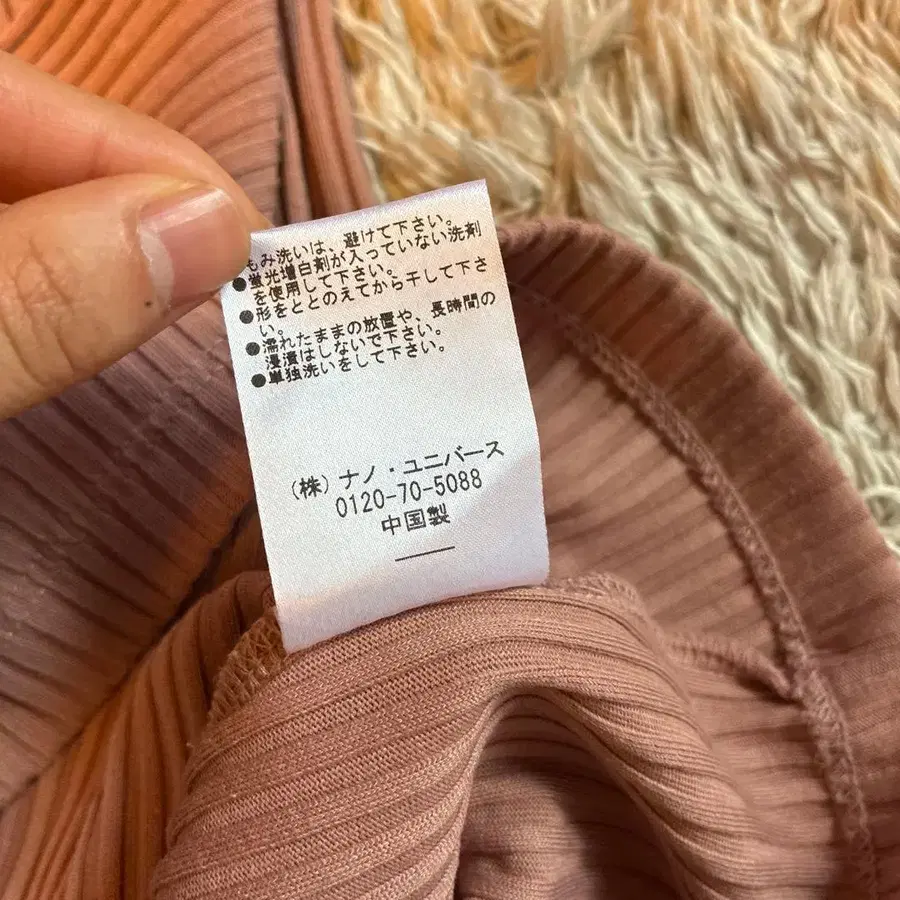 もみ洗いは、避けて下さい。
●蛍光増白剤が入っていない洗剤
を使用して下さい。
●形をととのえてから干して下さ
い。
●濡れたままの放置や、長時間の
浸漬はしないで下さい。
●単独洗いをして下さい。
(株)ナノ・ユニバース
0120-70-5088
中国製